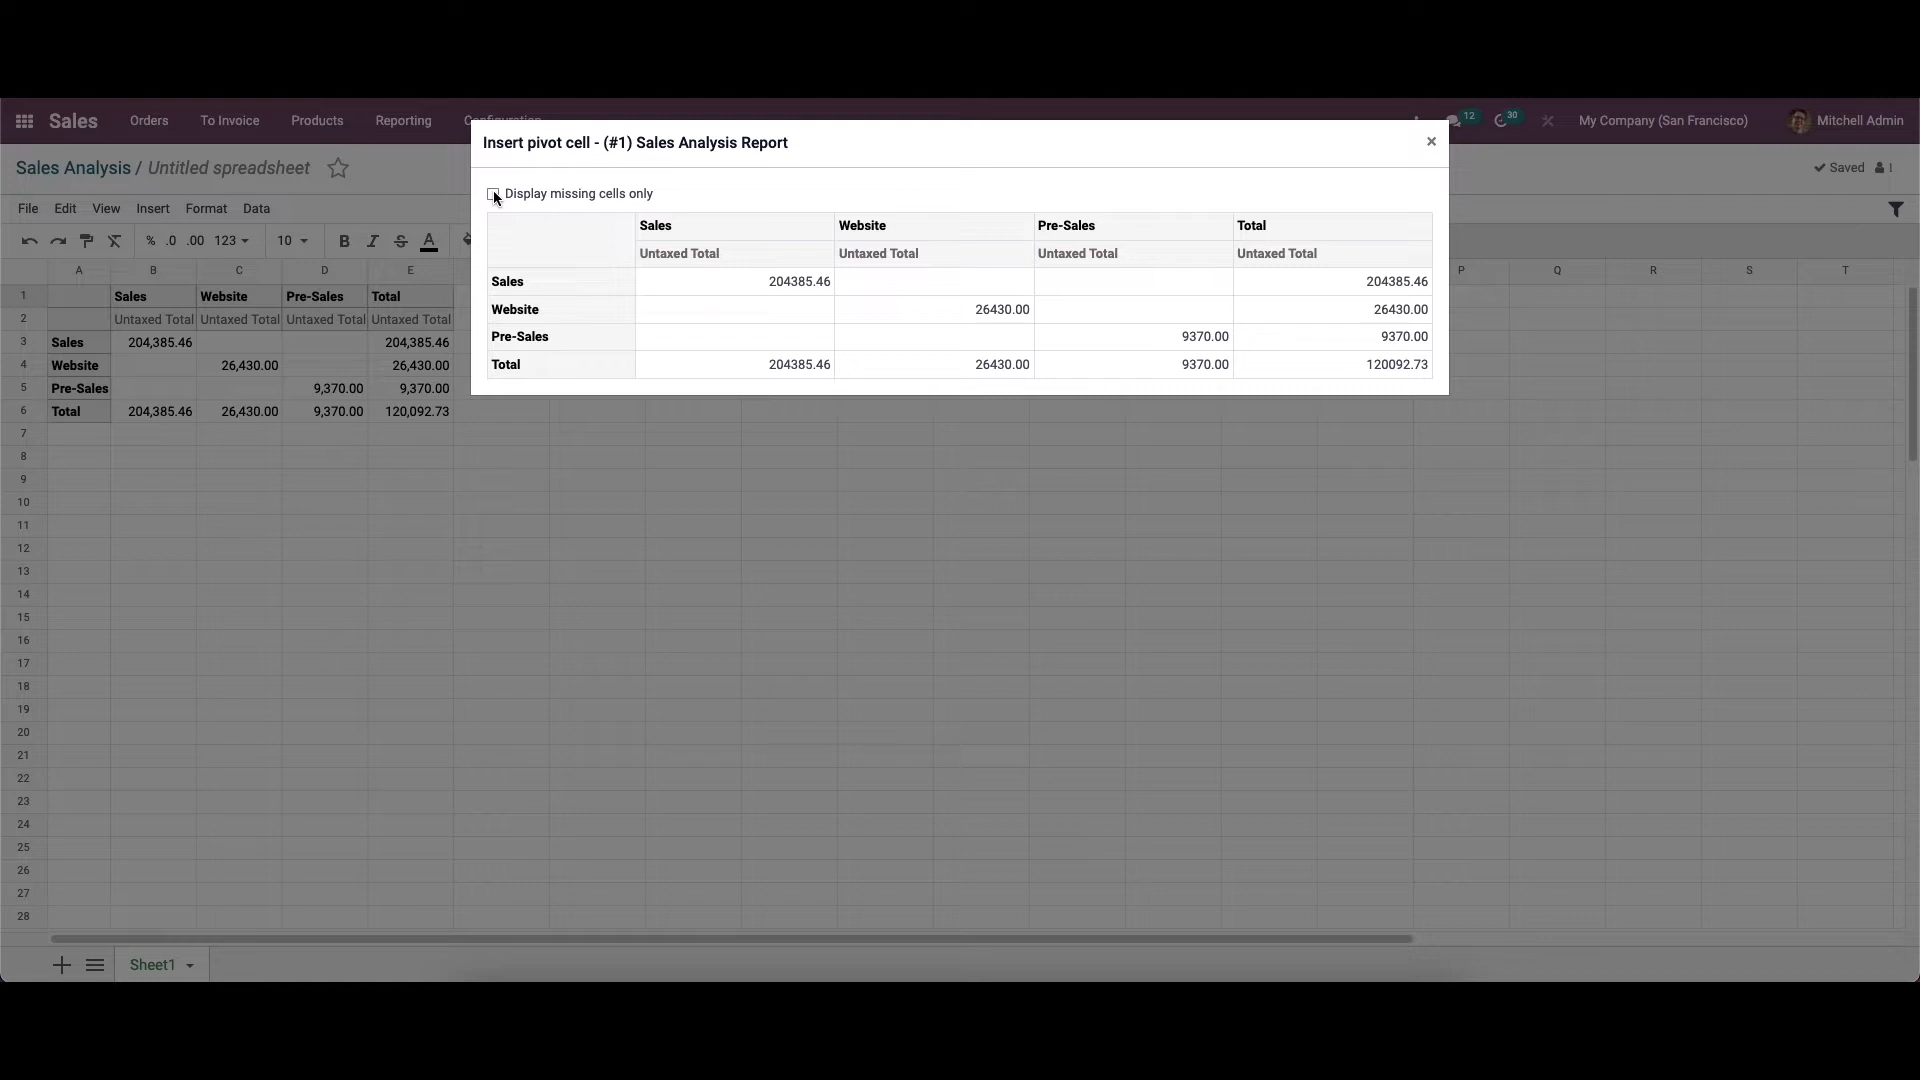 Sales Orders To Invoice Products Reporting Configuration 12 30 My Company (San Francisco) Mitchell Admin
Insert pivot cell - (#1) Sales Analysis Report ×
Sales Analysis / Untitled spreadsheet Saved 1
Display missing cells only
File Edit View Insert Format Data
% .0 .00 123 10 B I S A
Sales Website Pre-Sales Total
Untaxed Total Untaxed Total Untaxed Total Untaxed Total
Sales 204385.46 204385.46
Website 26430.00 26430.00
Pre-Sales 9370.00 9370.00
Total 204385.46 26430.00 9370.00 120092.73
A B C D E P Q R S T
1 Sales Website Pre-Sales Total
2 Untaxed Total Untaxed Total Untaxed Total Untaxed Total
3 Sales 204,385.46 204,385.46
4 Website 26,430.00 26,430.00
5 Pre-Sales 9,370.00 9,370.00
6 Total 204,385.46 26,430.00 9,370.00 120,092.73
7
8
9
10
11
12
13
14
15
16
17
18
19
20
21
22
23
24
25
26
27
28
Sheet1